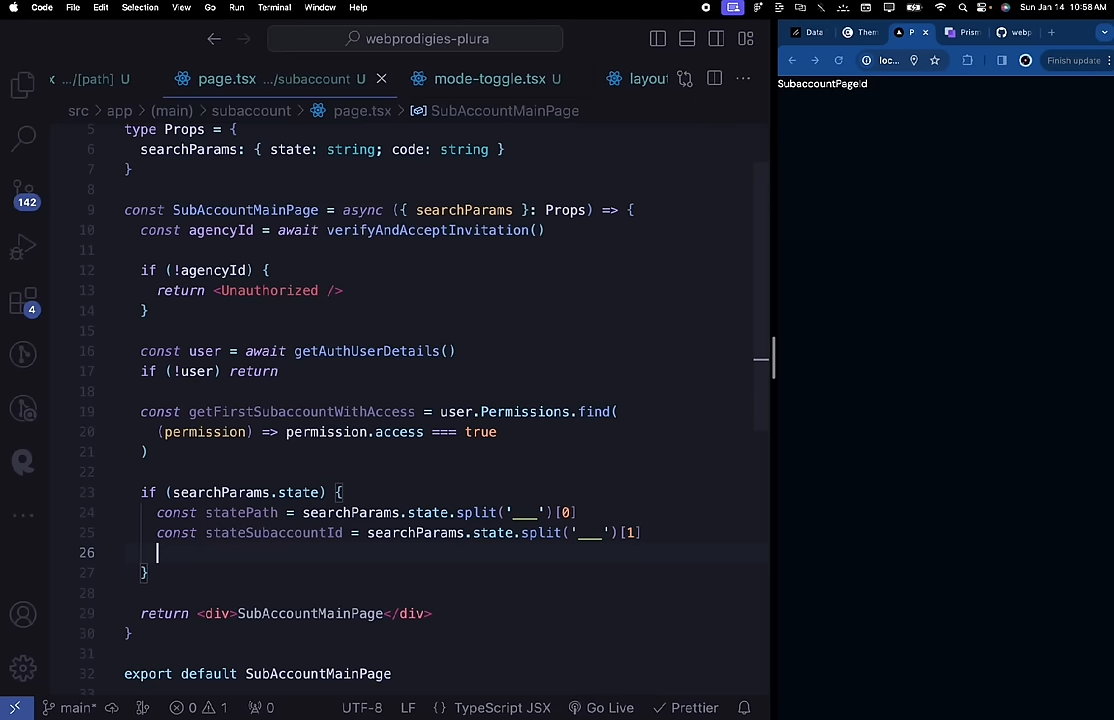 Code File Edit Selection View Go Run Terminal Window Help Sun Jan 14 10:58 AM
webprodigies-plura
Data Them P Prism webp
loc... Finish update
SubaccountPageId
x .../[path] U page.tsx .../subaccount U mode-toggle.tsx U layout
src > app > (main) > subaccount > page.tsx > SubAccountMainPage
5 type Props = {
6 searchParams: { state: string; code: string }
7 }
8
9 const SubAccountMainPage = async ({ searchParams }: Props) => {
10 const agencyId = await verifyAndAcceptInvitation()
11
12 if (!agencyId) {
13 return <Unauthorized />
14 }
15
16 const user = await getAuthUserDetails()
17 if (!user) return
18
19 const getFirstSubaccountWithAccess = user.Permissions.find(
20 (permission) => permission.access === true
21 )
22
23 if (searchParams.state) {
24 const statePath = searchParams.state.split('___')[0]
25 const stateSubaccountId = searchParams.state.split('___')[1]
26
27 }
28
29 return <div>SubAccountMainPage</div>
30 }
31
32 export default SubAccountMainPage
33
142
4
main* 0 1 0 UTF-8 LF {} TypeScript JSX Go Live Prettier